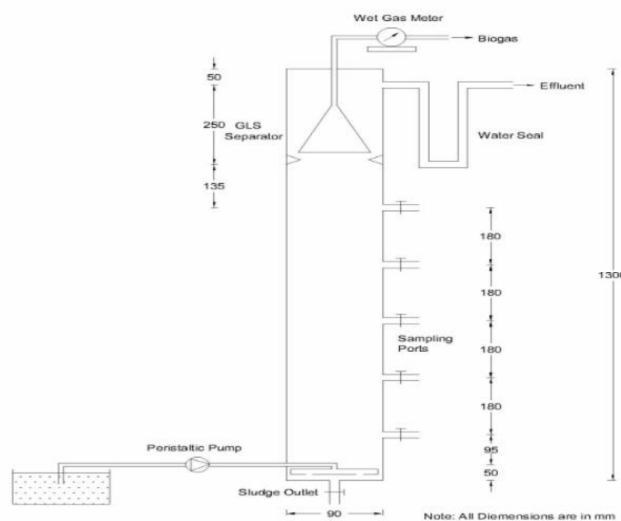 Wet Gas Meter
Biogas
50
Effluent
250
GLS
Separator
Water Seal
135
180
180
1300
180
Sampling
Ports
180
Peristaltic Pump
95
50
Sludge Outlet
90
Note: All Diemensions are in mm